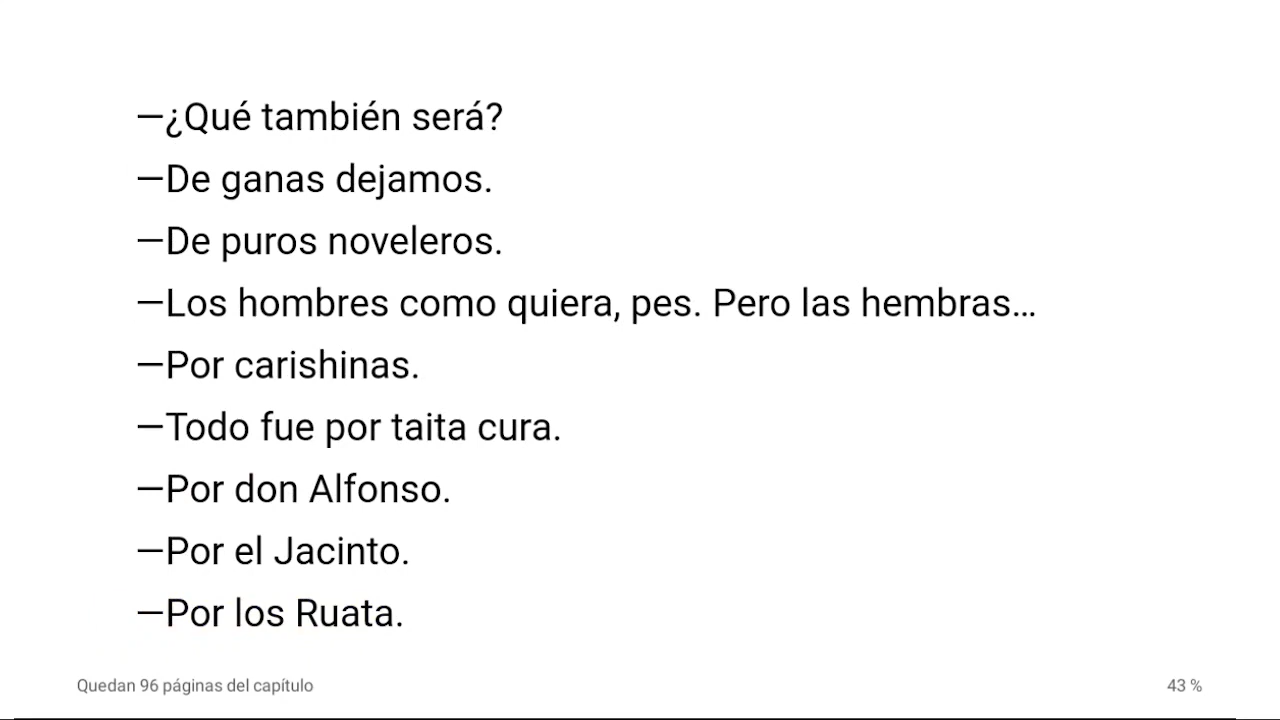 —¿Qué también será?
—De ganas dejamos.
—De puros noveleros.
—Los hombres como quiera, pes. Pero las hembras…
—Por carishinas.
—Todo fue por taita cura.
—Por don Alfonso.
—Por el Jacinto.
—Por los Ruata.
Quedan 96 páginas del capítulo 43 %